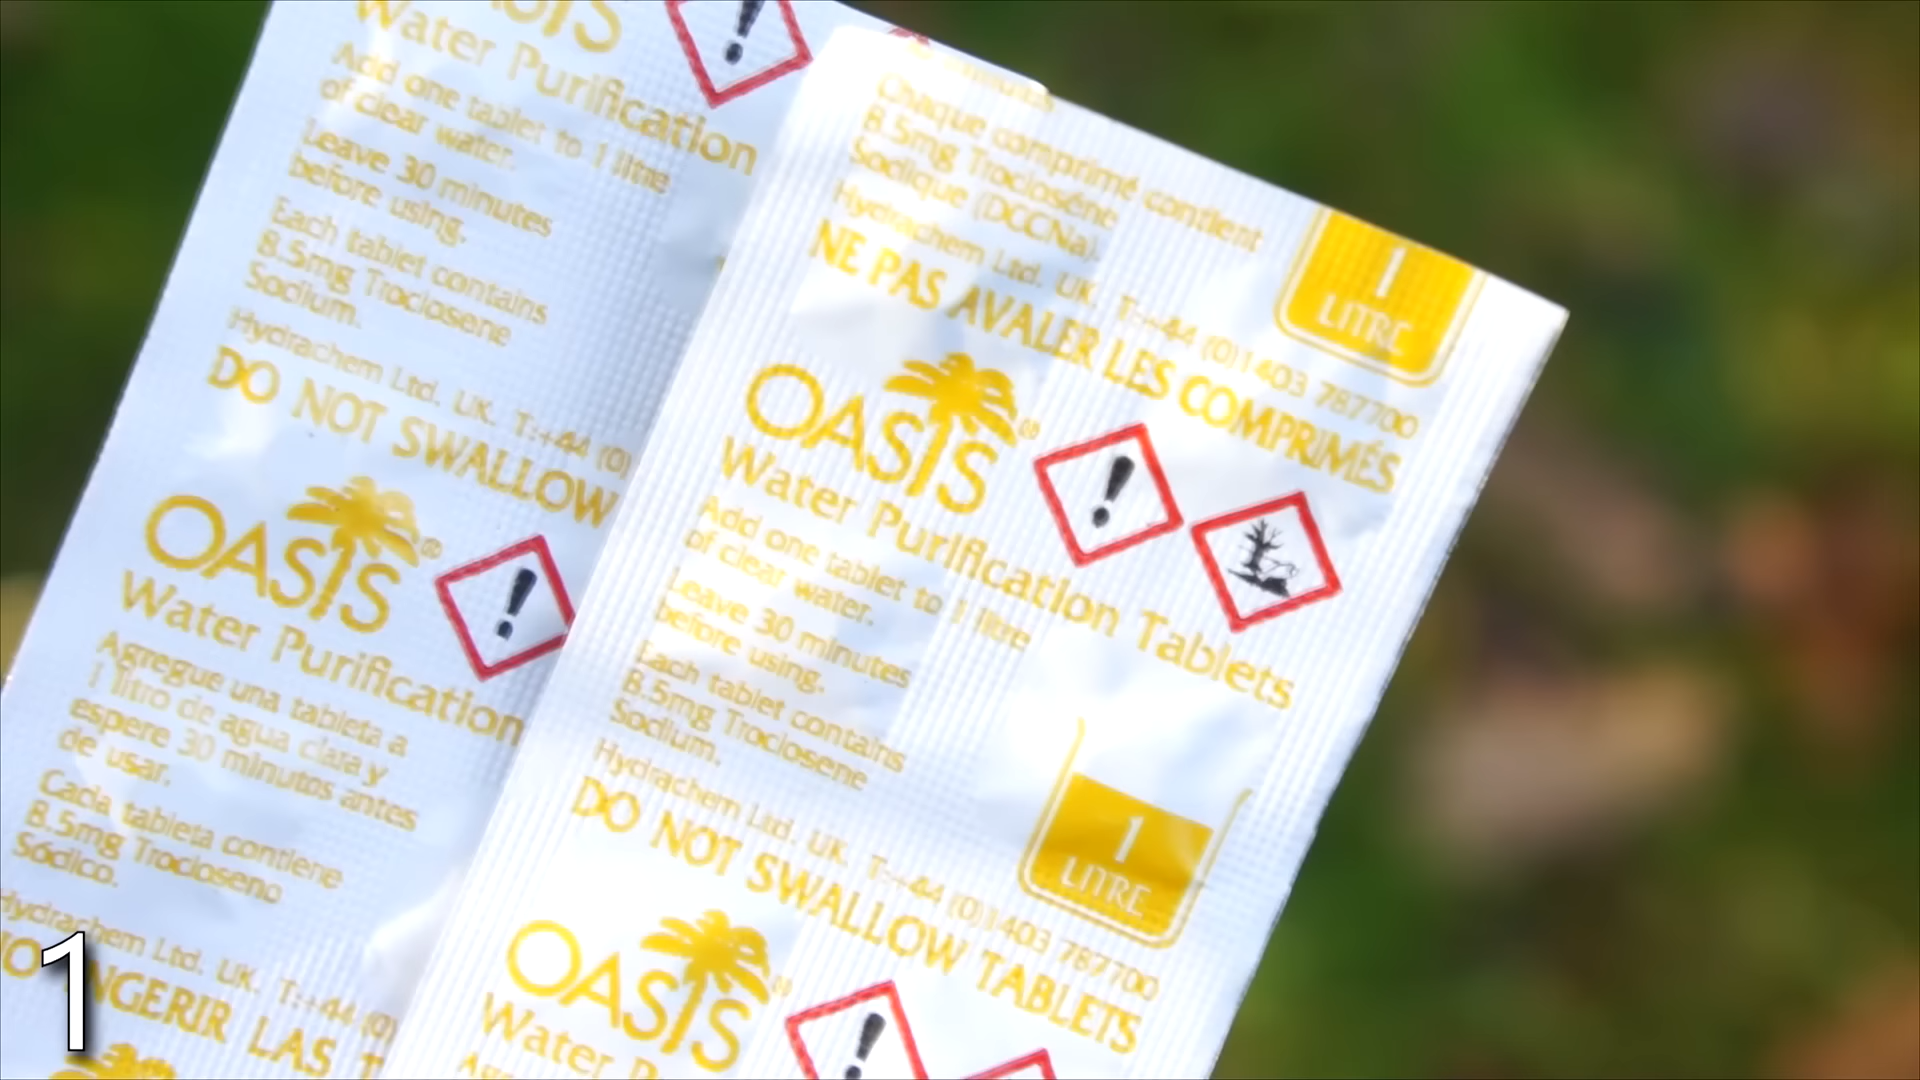 OASIS
Water Purification
Add one tablet to 1 litre
of clear water.
Leave 30 minutes
before using.
Each tablet contains
8.5mg Troclosene
Sodium.
Hydrachem Ltd. UK. T:+44 (0)
DO NOT SWALLOW
OASIS®
Water Purification
Agregue una tableta a
1 litro de agua clara y
espere 30 minutos antes
de usar.
Cada tableta contiene
8.5mg Trocloseno
Sódico.
Hydrachem Ltd. UK. T:+44 (0)
INGERIR LAS T
Chaque comprimé contient
8.5mg Troclosène
Sodique (DCCNa).
Hydrachem Ltd. UK. T:+44 (0)1403 787700
NE PAS AVALER LES COMPRIMÉS
1
LITRE
OASIS®
Water Purification Tablets
Add one tablet to 1 litre
of clear water.
Leave 30 minutes
before using.
Each tablet contains
8.5mg Troclosene
Sodium.
Hydrachem Ltd. UK. T:+44 (0)1403 787700
DO NOT SWALLOW TABLETS
1
LITRE
OASIS®
Water P
1